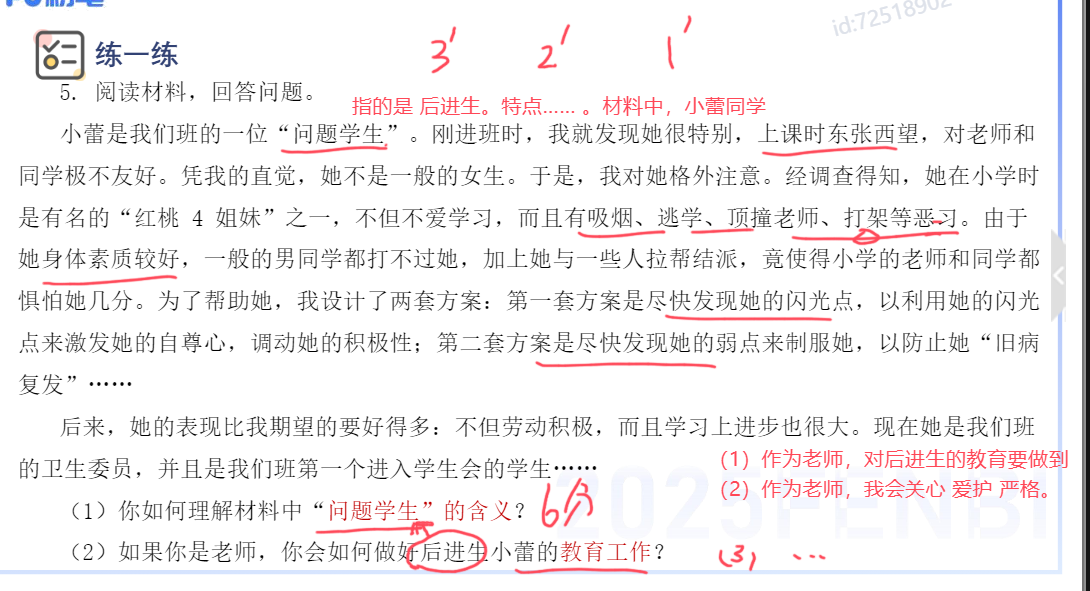 id:72518902
练一练
3' 2' 1'
5. 阅读材料，回答问题。
指的是 后进生。特点…… 。材料中，小蕾同学
小蕾是我们班的一位“问题学生”。刚进班时，我就发现她很特别，上课时东张西望，对老师和
同学极不友好。凭我的直觉，她不是一般的女生。于是，我对她格外注意。经调查得知，她在小学时
是有名的“红桃 4 姐妹”之一，不但不爱学习，而且有吸烟、逃学、顶撞老师、打架等恶习。由于
她身体素质较好，一般的男同学都打不过她，加上她与一些人拉帮结派，竟使得小学的老师和同学都
惧怕她几分。为了帮助她，我设计了两套方案：第一套方案是尽快发现她的闪光点，以利用她的闪光
点来激发她的自尊心，调动她的积极性；第二套方案是尽快发现她的弱点来制服她，以防止她“旧病
复发”……
后来，她的表现比我期望的要好得多：不但劳动积极，而且学习上进步也很大。现在她是我们班
的卫生委员，并且是我们班第一个进入学生会的学生……
（1）作为老师，对后进生的教育要做到
（2）作为老师，我会关心 爱护 严格。
（1）你如何理解材料中“问题学生”的含义？
6分
（2）如果你是老师，你会如何做好后进生小蕾的教育工作？
(3) ...
2025FENBI